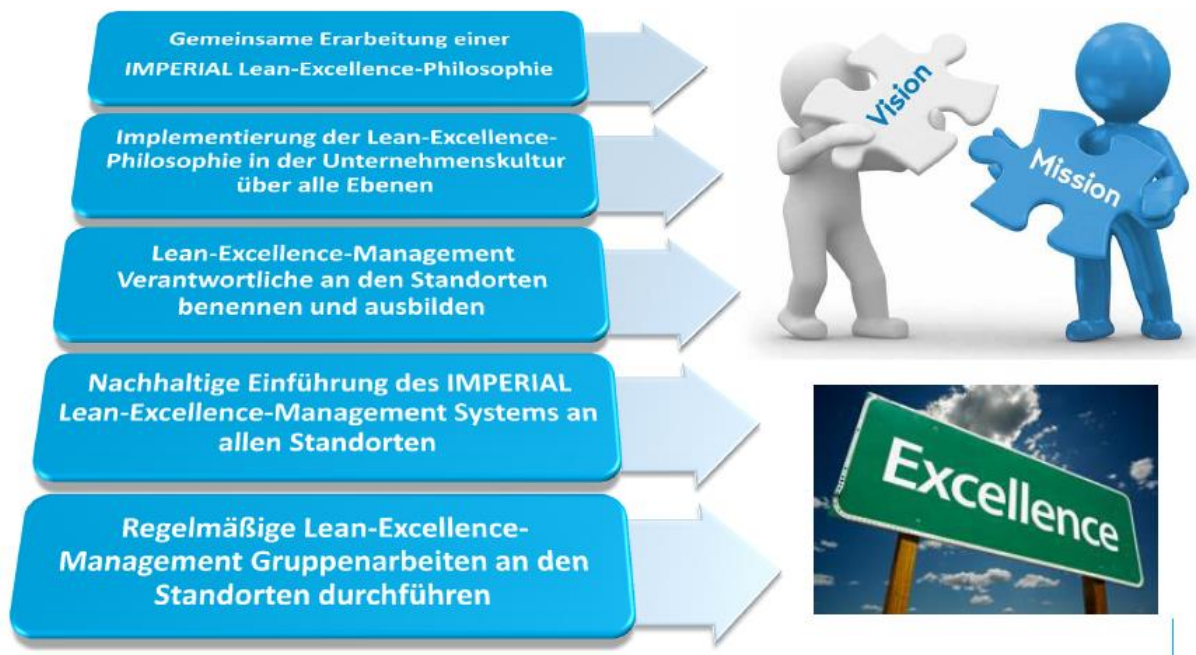 Gemeinsame Erarbeitung einer
IMPERIAL Lean-Excellence-Philosophie
Implementierung der Lean-Excellence-
Philosophie in der Unternehmenskultur
über alle Ebenen
Lean-Excellence-Management
Verantwortliche an den Standorten
benennen und ausbilden
Nachhaltige Einführung des IMPERIAL
Lean-Excellence-Management Systems an
allen Standorten
Regelmäßige Lean-Excellence-
Management Gruppenarbeiten an den
Standorten durchführen
Vision
Mission
Excellence